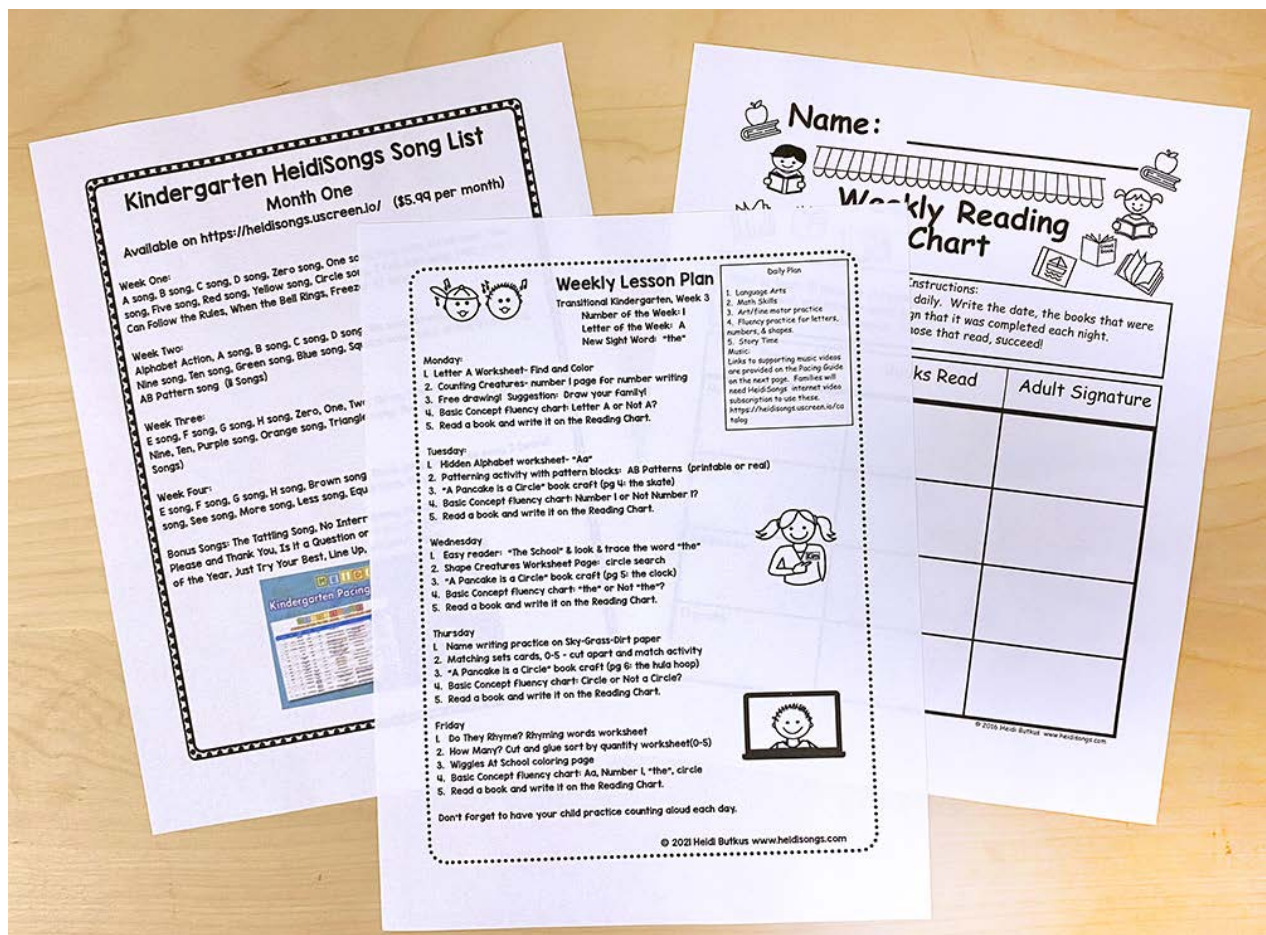 Kindergarten HeidiSongs Song List
Month One
Available on https://heidisongs.uscreen.io/ ($5.99 per month)
Week One:
A song, B song, C song, D song, Zero song, One
song, Five song, Red song, Yellow song, Circle
Can Follow the Rules, When the Bell Rings,
Week Two:
Alphabet Action, A song, B song, C song, D song
Nine song, Ten song, Green song, Blue song,
AB Pattern song (11 Songs)
Week Three:
E song, F song, G song, H song, Zero, One,
Nine, Ten, Purple song, Orange song,
Songs)
Week Four:
E song, F song, G song, H song, Brown song
song, See song, More song, Less song,
Bonus Songs: The Tattling Song, No
Please and Thank You, Is it a Question or
of the Year, Just Try Your Best, Line Up,
Kindergarten Pacing
Weekly Lesson Plan
Transitional Kindergarten, Week 3
Number of the Week: 1
Letter of the Week: A
New Sight Word: "the"
Daily Plan
1. Language Arts
2. Math Skills
3. Art/fine motor practice
4. Fluency practice for letters,
numbers, & shapes.
5. Story Time
Music:
Links to supporting music videos
are provided on the Pacing Guide
on the next page. Families will
need HeidiSongs internet video
subscription to use these.
https://heidisongs.uscreen.io/ca
talog
Monday:
1. Letter A Worksheet- Find and Color
2. Counting Creatures- number 1 page for number writing
3. Free drawing! Suggestion: Draw your family!
4. Basic Concept fluency chart: Letter A or Not A?
5. Read a book and write it on the Reading Chart.
Tuesday:
1. Hidden Alphabet worksheet- "Aa"
2. Patterning activity with pattern blocks: AB Patterns (printable or real)
3. "A Pancake is a Circle" book craft (pg 4: the skate)
4. Basic Concept fluency chart: Number 1 or Not Number 1?
5. Read a book and write it on the Reading Chart.
Wednesday
1. Easy reader: "The School" & look & trace the word "the"
2. Shape Creatures Worksheet Page: circle search
3. "A Pancake is a Circle" book craft (pg 5: the clock)
4. Basic Concept fluency chart: "the" or Not "the"?
5. Read a book and write it on the Reading Chart.
Kim
Thursday
1. Name writing practice on Sky-Grass-Dirt paper
2. Matching sets cards, 0-5 - cut apart and match activity
3. "A Pancake is a Circle" book craft (pg 6: the hula hoop)
4. Basic Concept fluency chart: Circle or Not a Circle?
5. Read a book and write it on the Reading Chart.
Friday
1. Do They Rhyme? Rhyming words worksheet
2. How Many? Cut and glue sort by quantity worksheet(0-5)
3. Wiggles At School coloring page
4. Basic Concept fluency chart: Aa, Number 1, "the", circle
5. Read a book and write it on the Reading Chart.
Don't forget to have your child practice counting aloud each day.
© 2021 Heidi Butkus www.heidisongs.com
Name:
Weekly Reading
Chart
Instructions:
daily. Write the date, the books that were
that it was completed each night.
that read, succeed!
Read
Adult Signature
© 2016 Heidi Butkus www.heidisongs.com